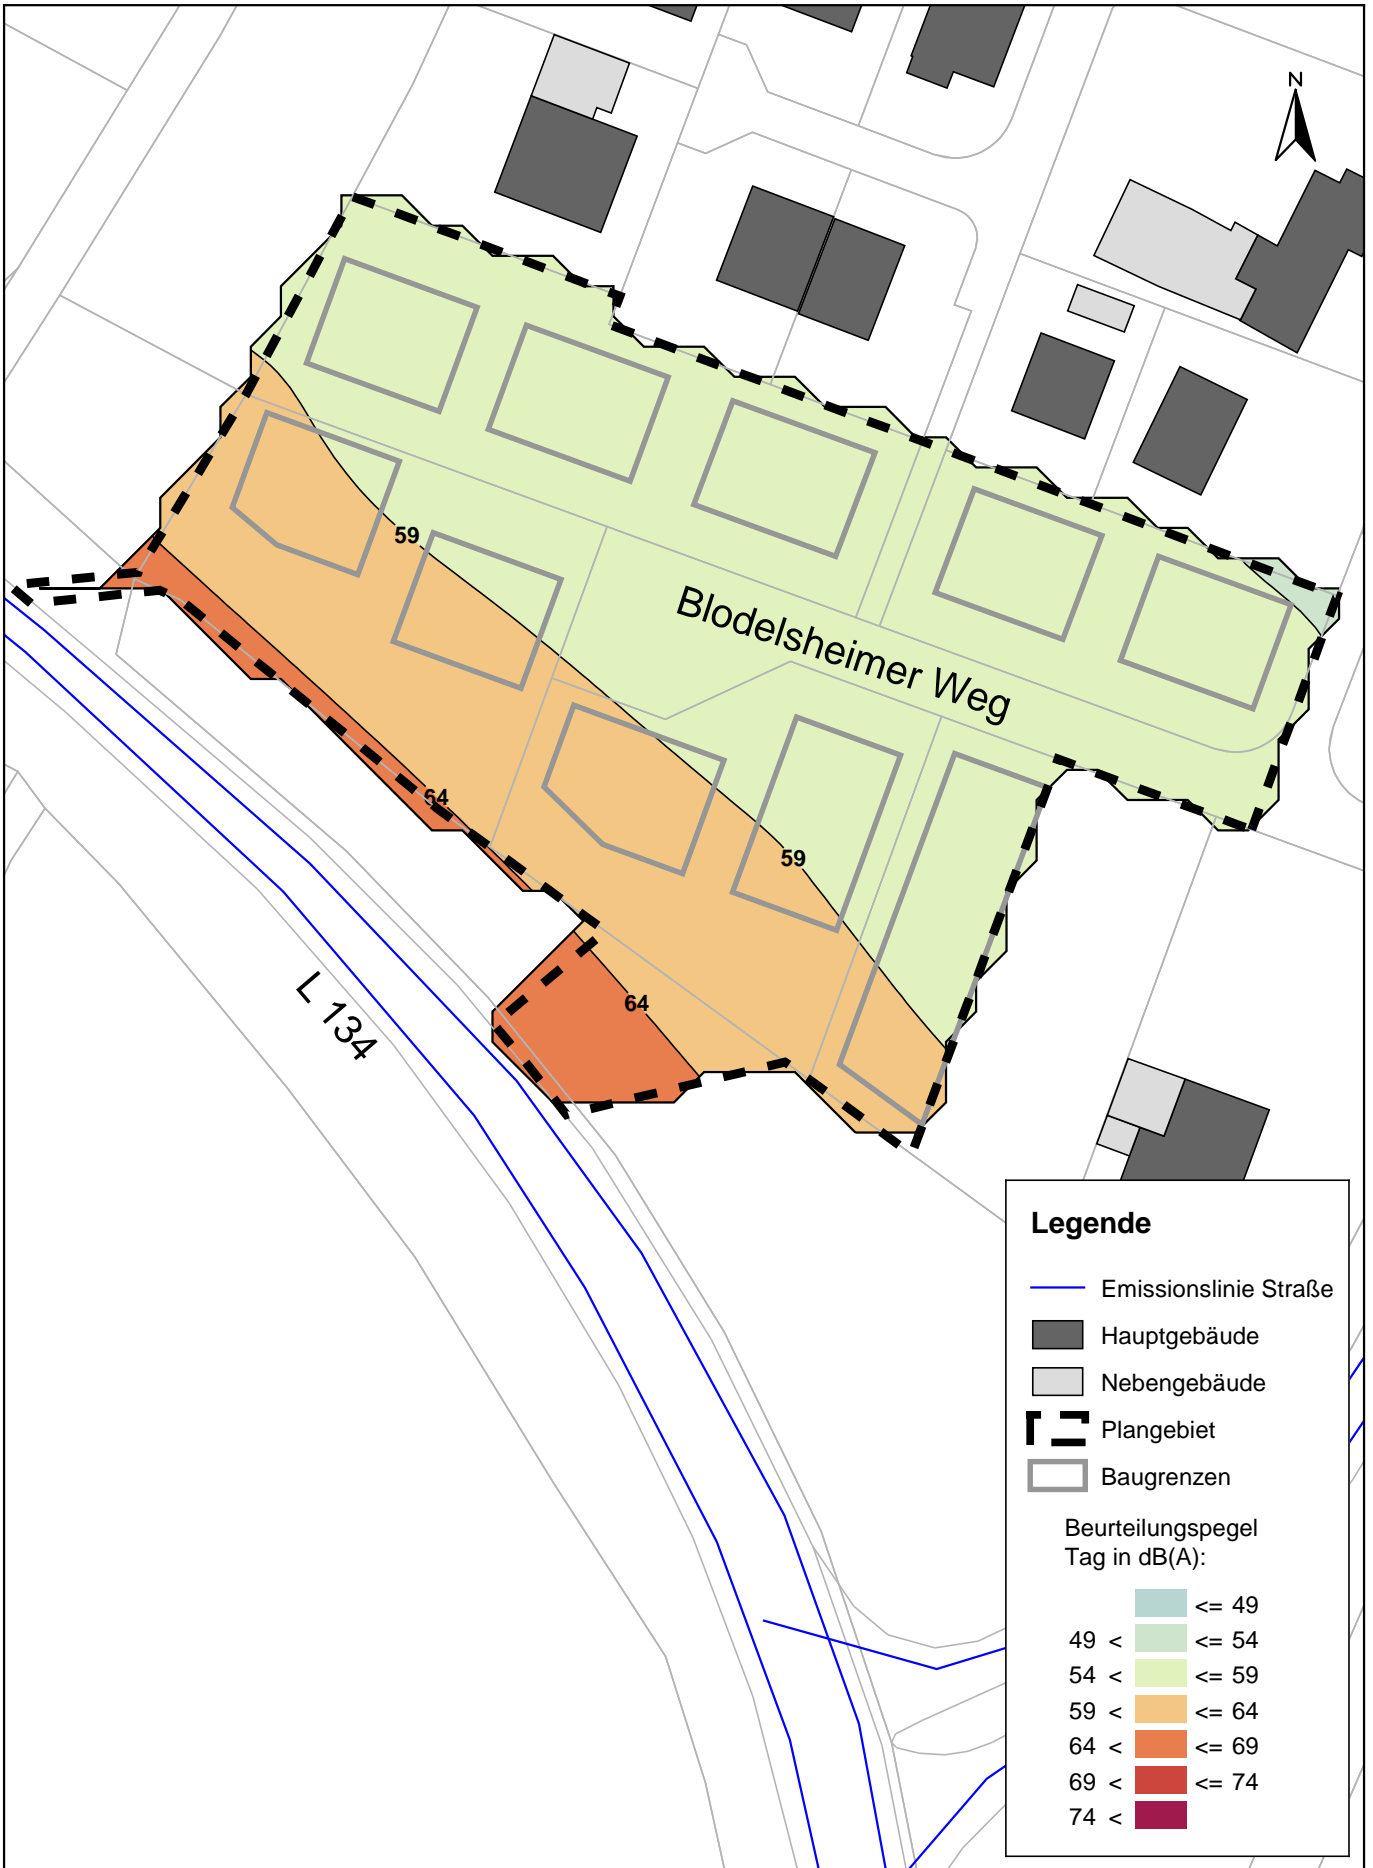 N
59
Blodelsheimer Weg
64
59
64
L 134
Legende
Emissionslinie Straße
Hauptgebäude
Nebengebäude
Plangebiet
Baugrenzen
Beurteilungspegel
Tag in dB(A):
<= 49
49 < <= 54
54 < <= 59
59 < <= 64
64 < <= 69
69 < <= 74
74 <